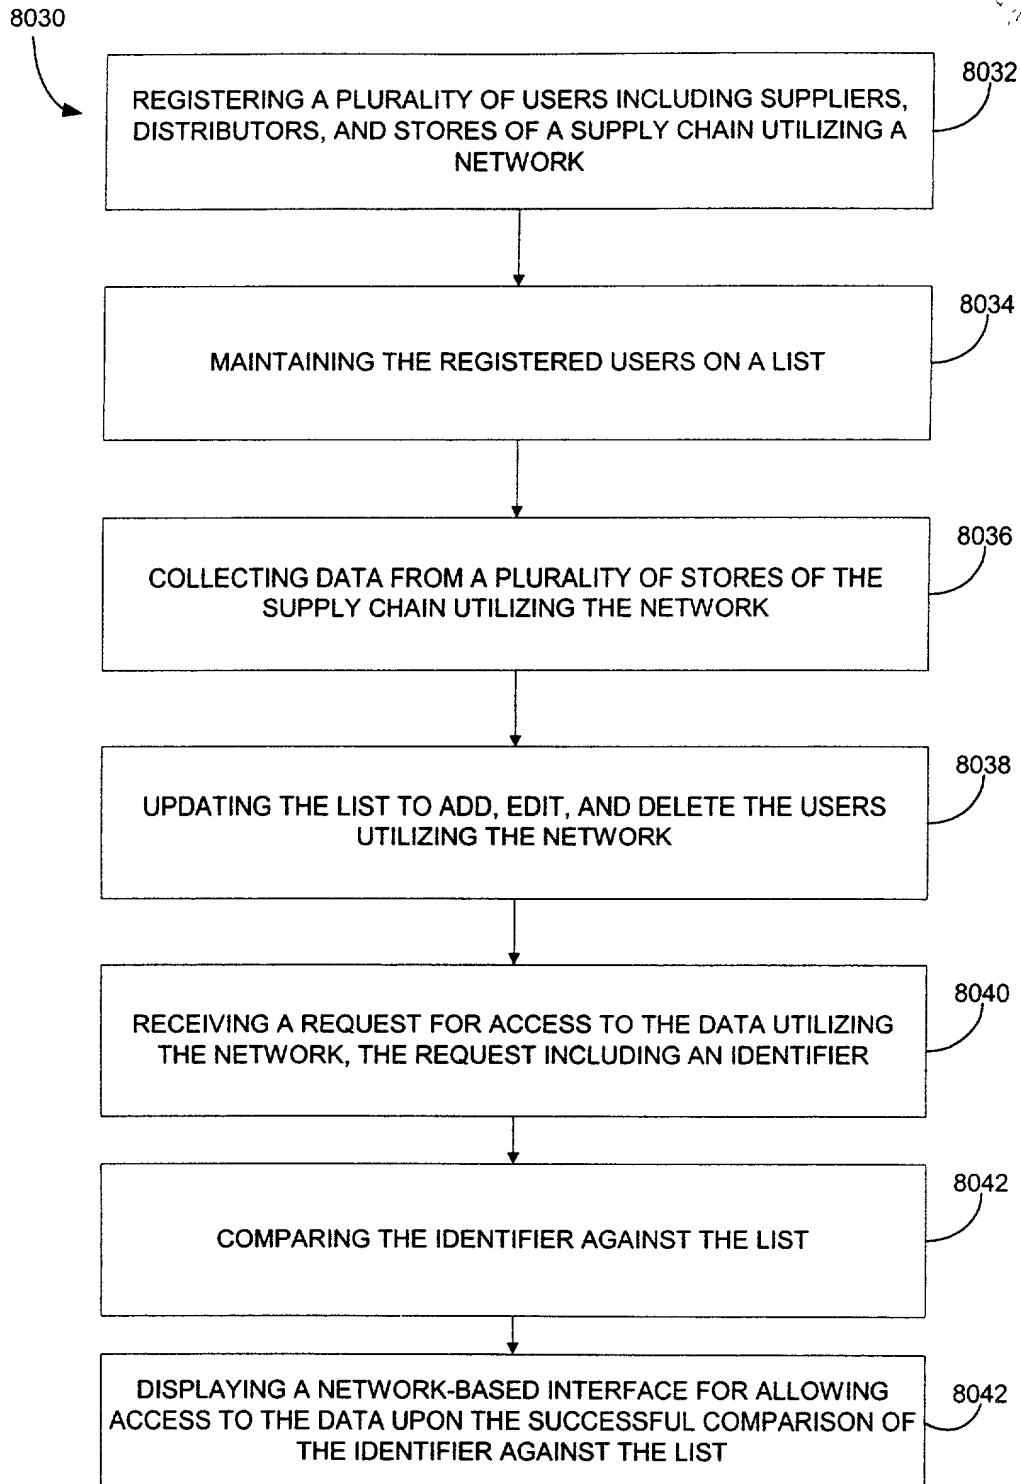 8030
8032
REGISTERING A PLURALITY OF USERS INCLUDING SUPPLIERS,
DISTRIBUTORS, AND STORES OF A SUPPLY CHAIN UTILIZING A
NETWORK
8034
MAINTAINING THE REGISTERED USERS ON A LIST
8036
COLLECTING DATA FROM A PLURALITY OF STORES OF THE
SUPPLY CHAIN UTILIZING THE NETWORK
8038
UPDATING THE LIST TO ADD, EDIT, AND DELETE THE USERS
UTILIZING THE NETWORK
8040
RECEIVING A REQUEST FOR ACCESS TO THE DATA UTILIZING
THE NETWORK, THE REQUEST INCLUDING AN IDENTIFIER
8042
COMPARING THE IDENTIFIER AGAINST THE LIST
8042
DISPLAYING A NETWORK-BASED INTERFACE FOR ALLOWING
ACCESS TO THE DATA UPON THE SUCCESSFUL COMPARISON OF
THE IDENTIFIER AGAINST THE LIST